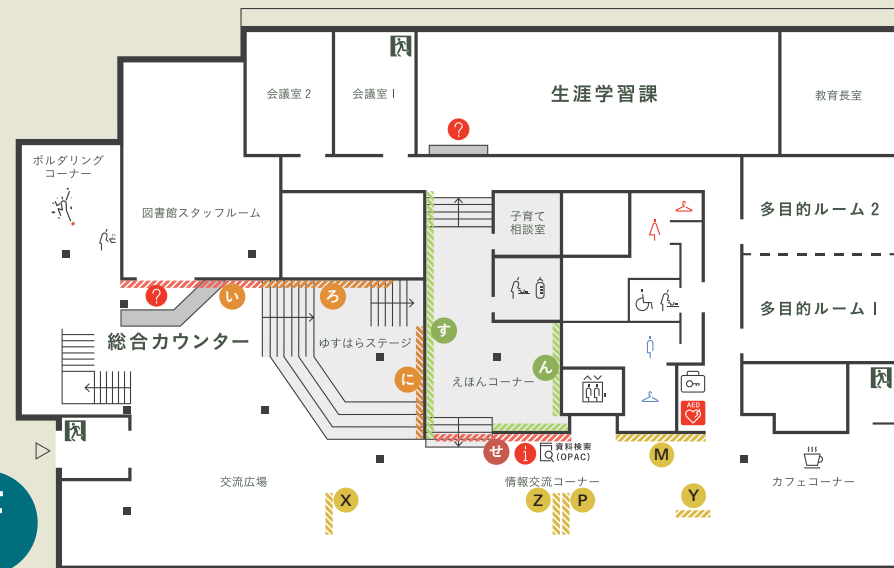 会議室 2
会議室 1
生涯学習課
教育長室
?
ボルダリング
コーナー
図書館スタッフルーム
子育て
相談室
多目的ルーム 2
?
い
ろ
多目的ルーム 1
総合カウンター
ゆすはらステージ
す
に
えほんコーナー
ん
AED
せ
i
資料検索
(OPAC)
M
交流広場
情報交流コーナー
カフェコーナー
X
Z
P
Y